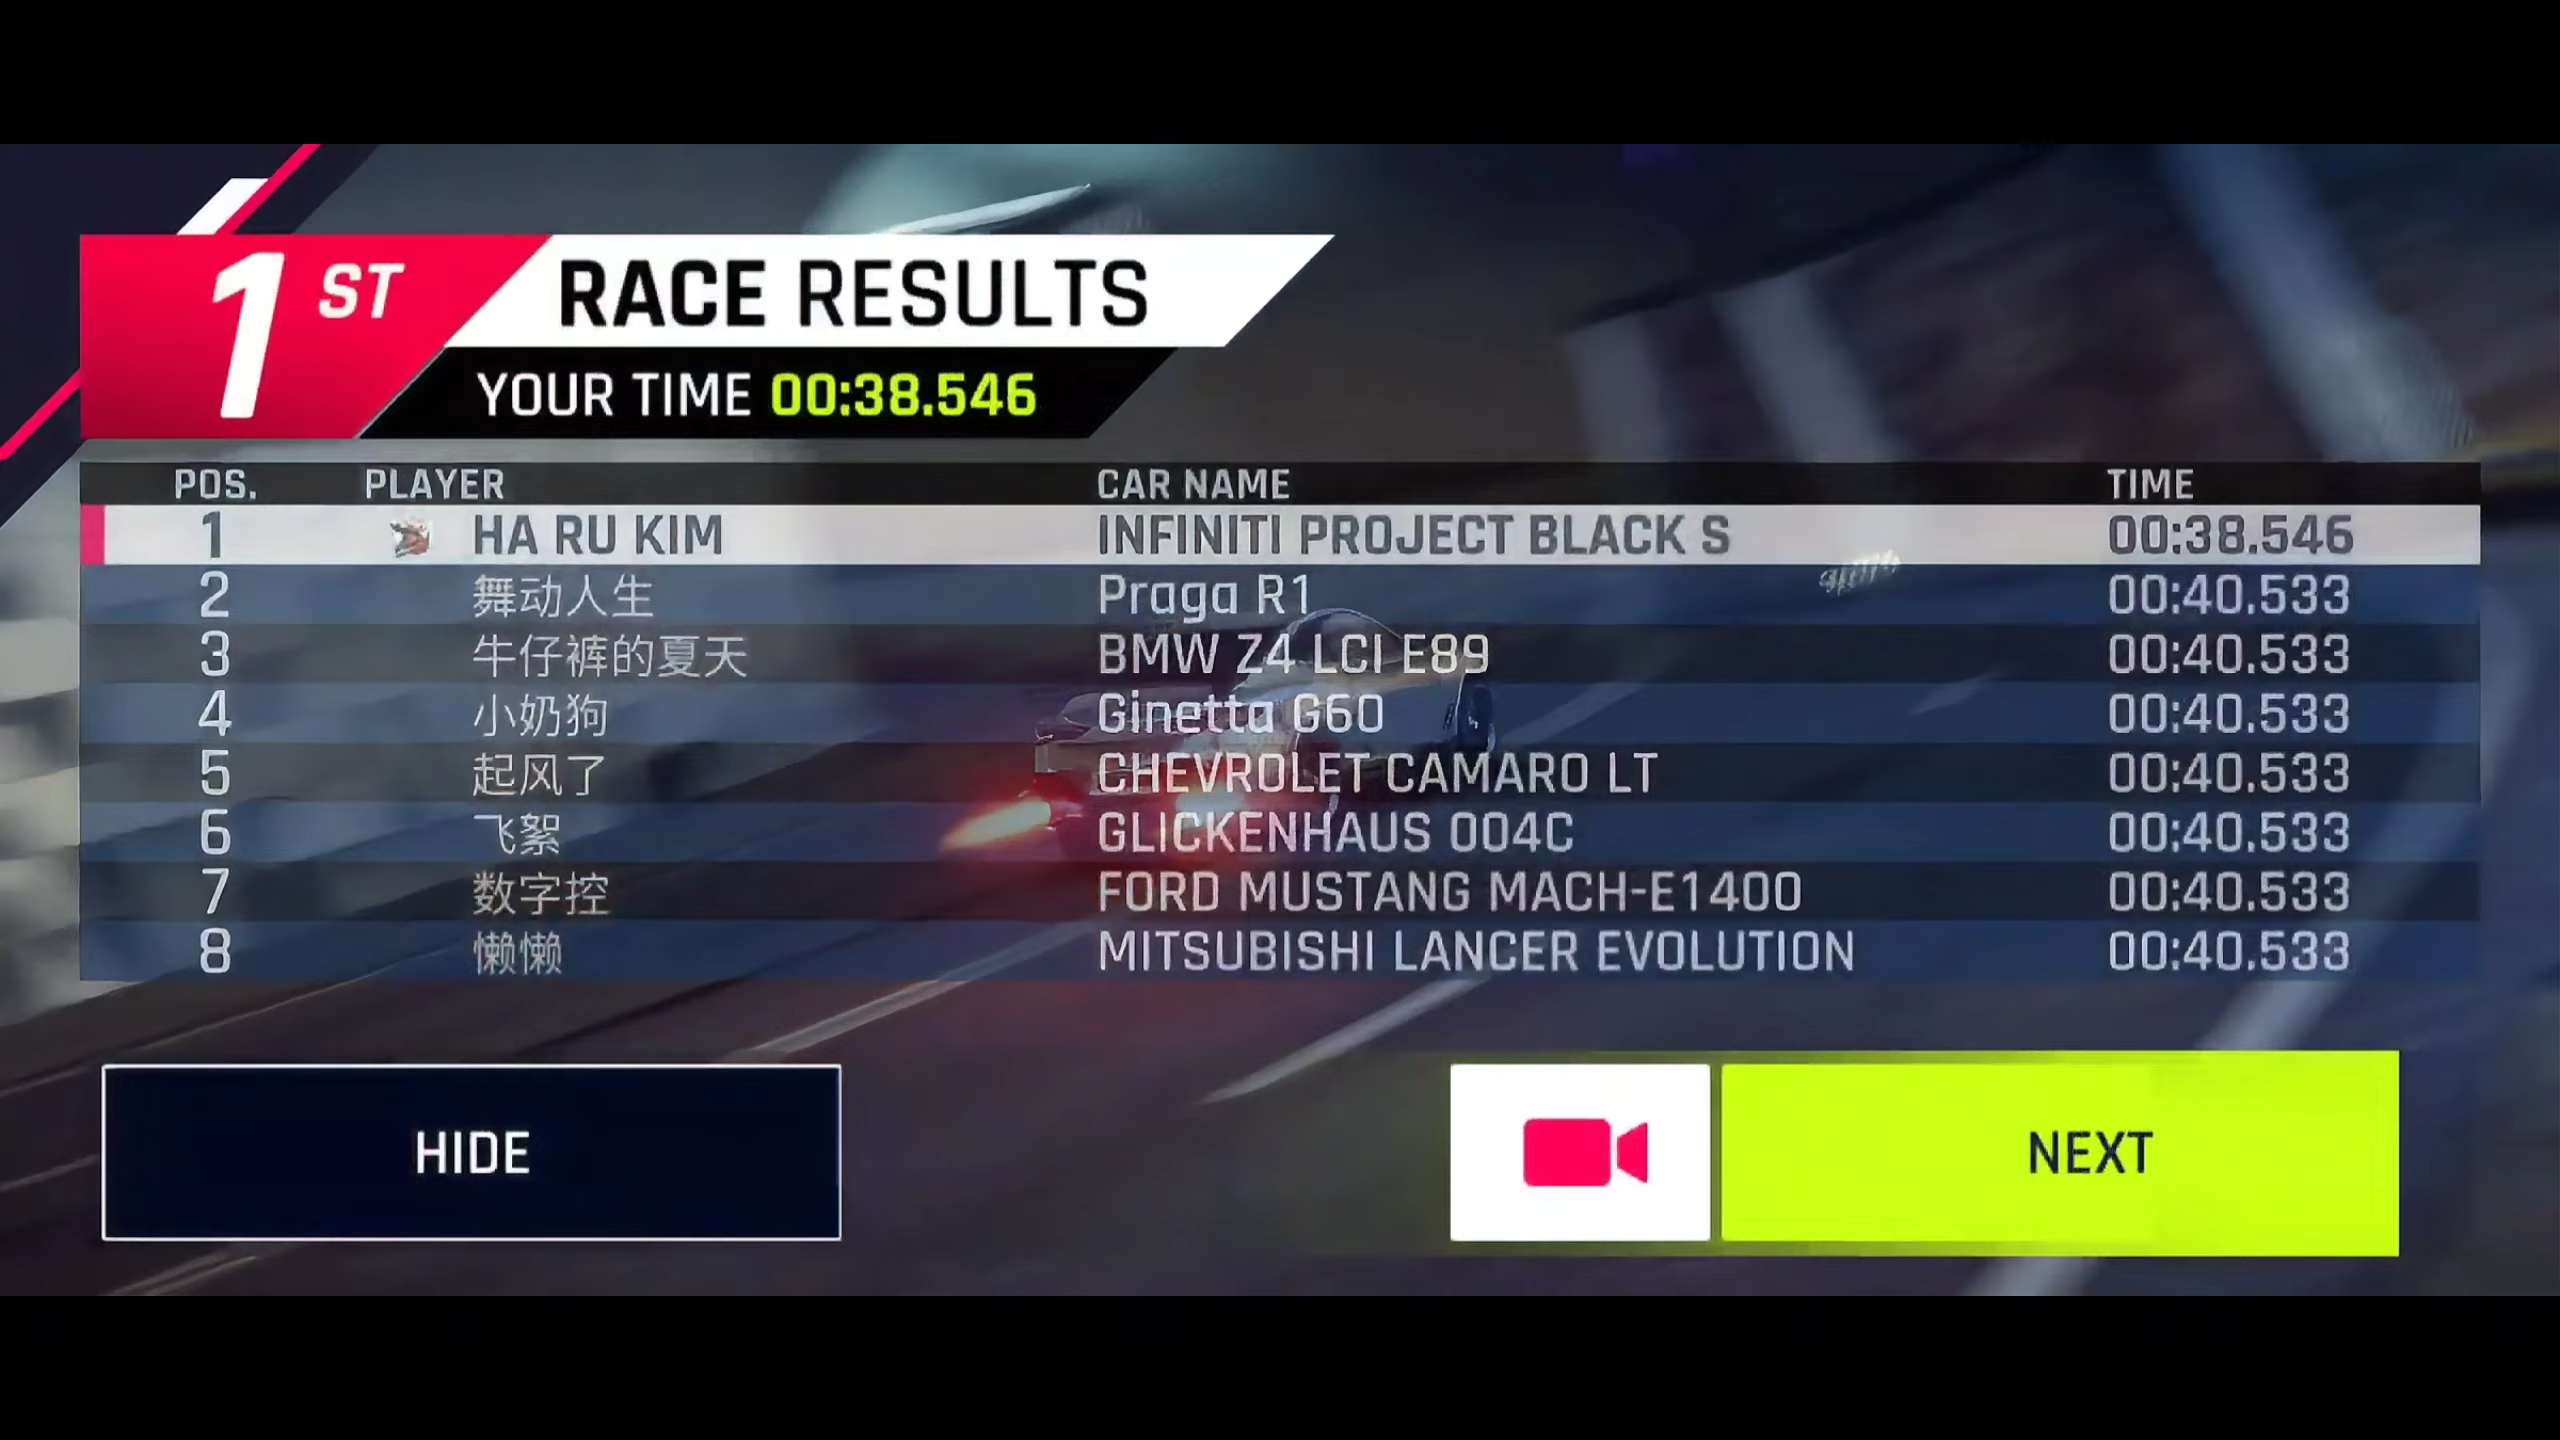 1ST
RACE RESULTS
YOUR TIME 00:38.546
POS. PLAYER CAR NAME TIME
1 HA RU KIM INFINITI PROJECT BLACK S 00:38.546
2 舞动人生 Praga R1 00:40.533
3 牛仔裤的夏天 BMW Z4 LCI E89 00:40.533
4 小奶狗 Ginetta G60 00:40.533
5 起风了 CHEVROLET CAMARO LT 00:40.533
6 飞絮 GLICKENHAUS 004C 00:40.533
7 数字控 FORD MUSTANG MACH-E1400 00:40.533
8 懒懒 MITSUBISHI LANCER EVOLUTION 00:40.533
HIDE NEXT